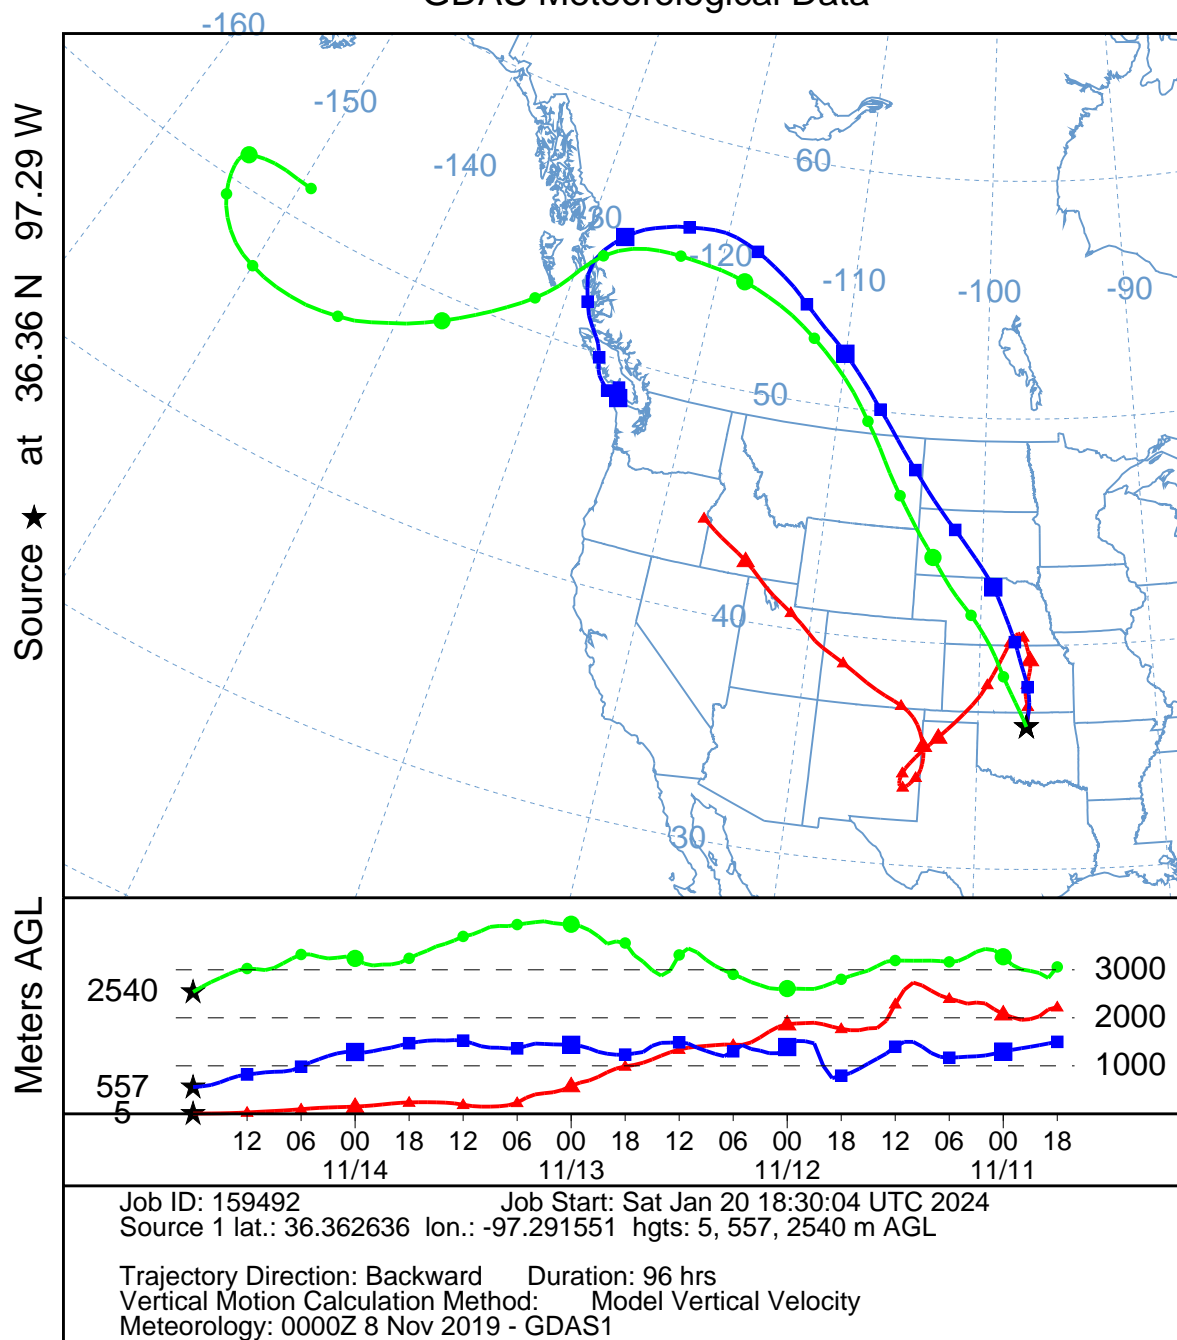 GDAS Meteorological Data
Source ★ at 36.36 N 97.29 W
-160
-150
-140
-130
-120
-110
-100
-90
60
50
40
30
Meters AGL
2540
557
5
3000
2000
1000
12 06 00 18 12 06 00 18 12 06 00 18 12 06 00 18
11/14 11/13 11/12 11/11
Job ID: 159492 Job Start: Sat Jan 20 18:30:04 UTC 2024
Source 1 lat.: 36.362636 lon.: -97.291551 hgts: 5, 557, 2540 m AGL
Trajectory Direction: Backward Duration: 96 hrs
Vertical Motion Calculation Method: Model Vertical Velocity
Meteorology: 0000Z 8 Nov 2019 - GDAS1